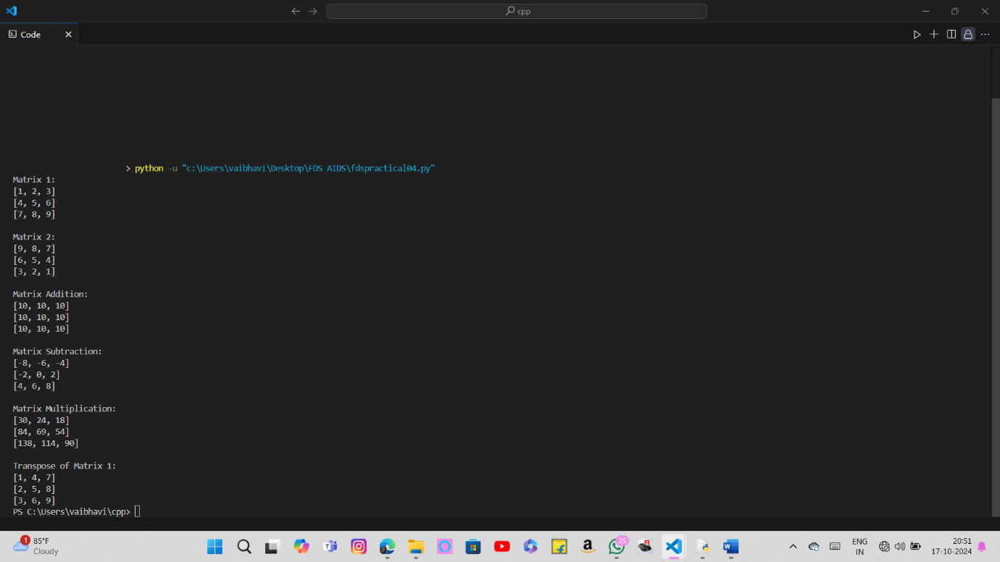 cpp
Code
> python -u "c:\Users\vaibhavi\Desktop\FDS AIDS\fdspractical04.py"
Matrix 1:
[1, 2, 3]
[4, 5, 6]
[7, 8, 9]
Matrix 2:
[9, 8, 7]
[6, 5, 4]
[3, 2, 1]
Matrix Addition:
[10, 10, 10]
[10, 10, 10]
[10, 10, 10]
Matrix Subtraction:
[-8, -6, -4]
[-2, 0, 2]
[4, 6, 8]
Matrix Multiplication:
[30, 24, 18]
[84, 69, 54]
[138, 114, 90]
Transpose of Matrix 1:
[1, 4, 7]
[2, 5, 8]
[3, 6, 9]
PS C:\Users\vaibhavi\cpp>
1 85°F
Cloudy
25
ENG
IN
20:51
17-10-2024